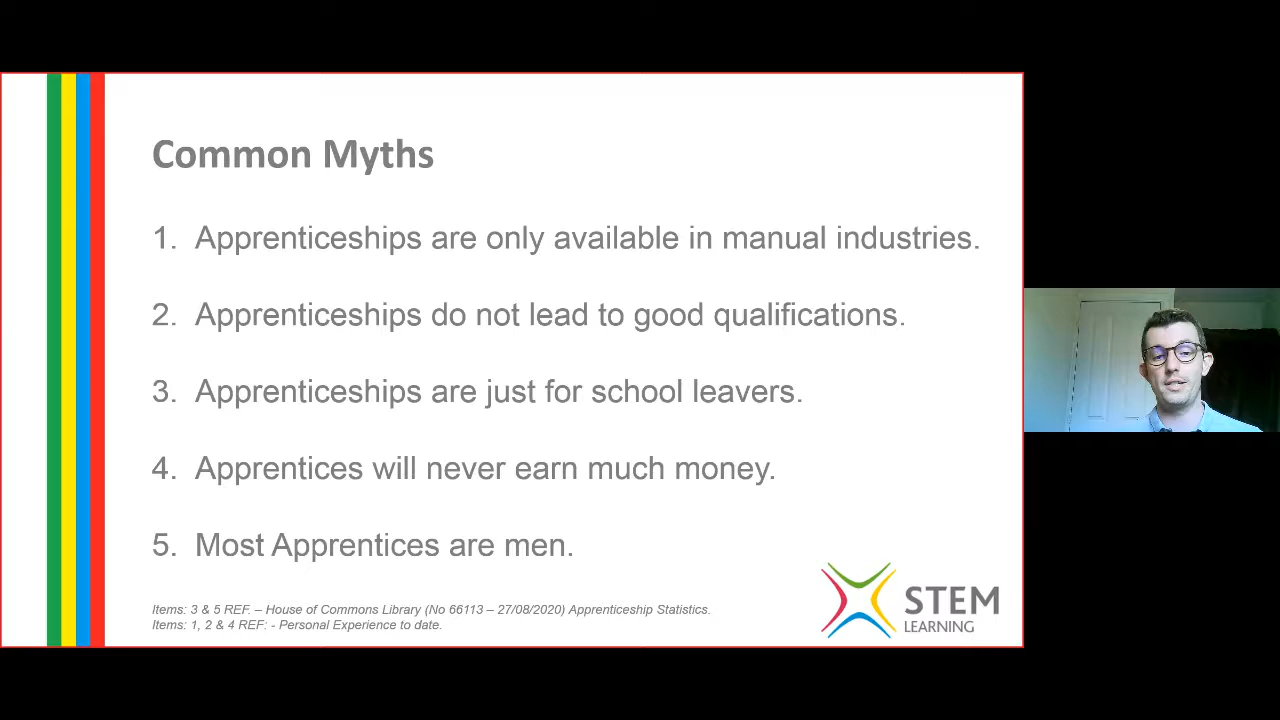 Common Myths
1. Apprenticeships are only available in manual industries.
2. Apprenticeships do not lead to good qualifications.
3. Apprenticeships are just for school leavers.
4. Apprentices will never earn much money.
5. Most Apprentices are men.
Items: 3 & 5 REF. – House of Commons Library (No 66113 – 27/08/2020) Apprenticeship Statistics.
Items: 1, 2 & 4 REF: - Personal Experience to date.
STEM
LEARNING